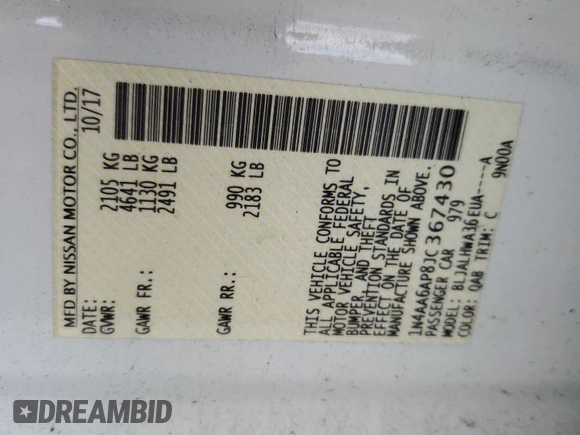 MFD BY NISSAN MOTOR CO., LTD.
DATE: 10/17
GVWR: 2105 KG
4641 LB
GAWR FR.: 1130 KG
2491 LB
GAWR RR.: 990 KG
2183 LB
THIS VEHICLE CONFORMS TO
ALL APPLICABLE FEDERAL
MOTOR VEHICLE SAFETY,
BUMPER, AND THEFT
PREVENTION STANDARDS IN
EFFECT ON THE DATE OF
MANUFACTURE SHOWN ABOVE.
1N4AA6AP8JC367430
PASSENGER CAR 979
MODEL: BLJALHWA36EUA-----A
COLOR: QAB TRIM: C 9N00A
DREAMBID